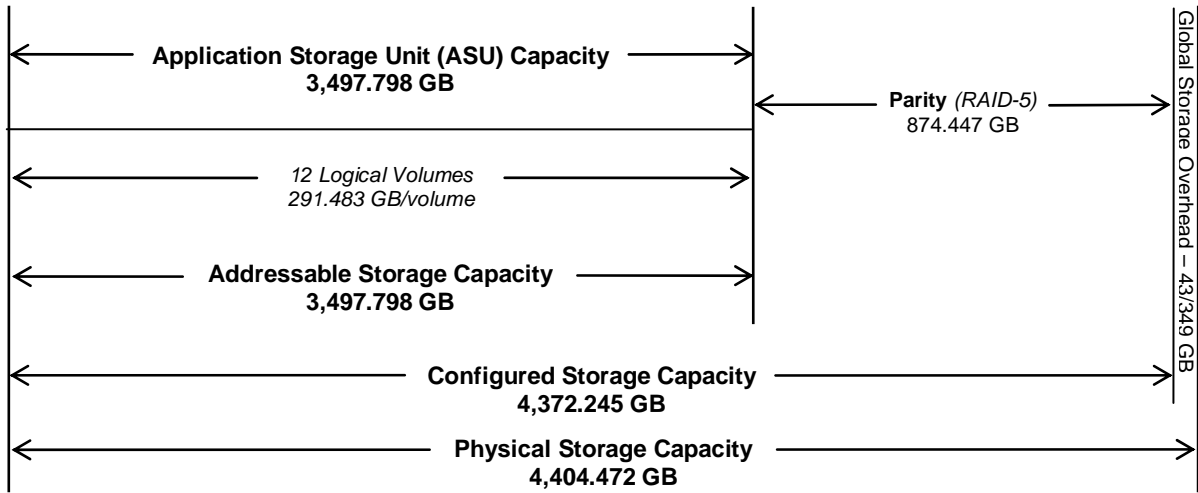 Application Storage Unit (ASU) Capacity
3,497.798 GB
Parity (RAID-5)
874.447 GB
12 Logical Volumes
291.483 GB/volume
Addressable Storage Capacity
3,497.798 GB
Configured Storage Capacity
4,372.245 GB
Physical Storage Capacity
4,404.472 GB
Global Storage Overhead – 43/349 GB